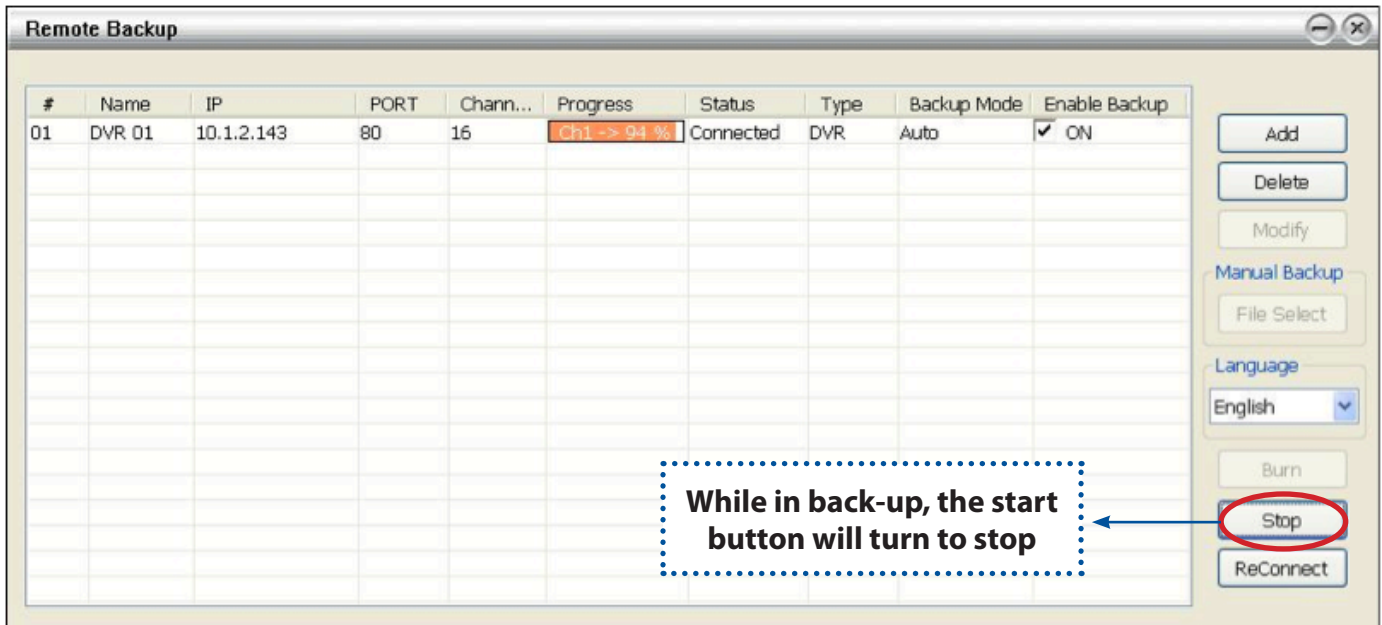 Remote Backup
# Name IP PORT Chann... Progress Status Type Backup Mode Enable Backup
01 DVR 01 10.1.2.143 80 16 Ch1 -> 94 % Connected DVR Auto ON
Add
Delete
Modify
Manual Backup
File Select
Language
English
Burn
While in back-up, the start
button will turn to stop
Stop
ReConnect